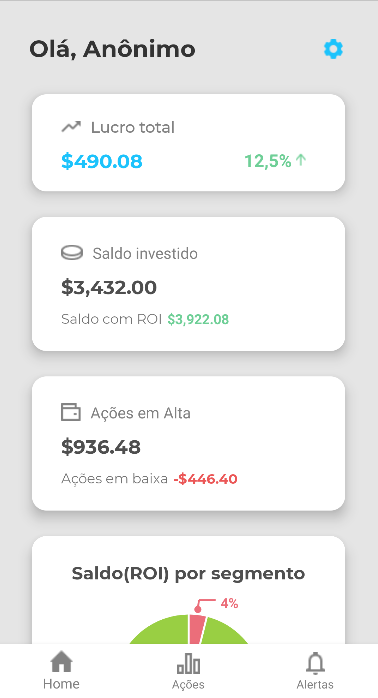 Olá, Anônimo
Lucro total
$490.08
12,5%
Saldo investido
$3,432.00
Saldo com ROI $3,922.08
Ações em Alta
$936.48
Ações em baixa -$446.40
Saldo(ROI) por segmento
4%
Home
Ações
Alertas